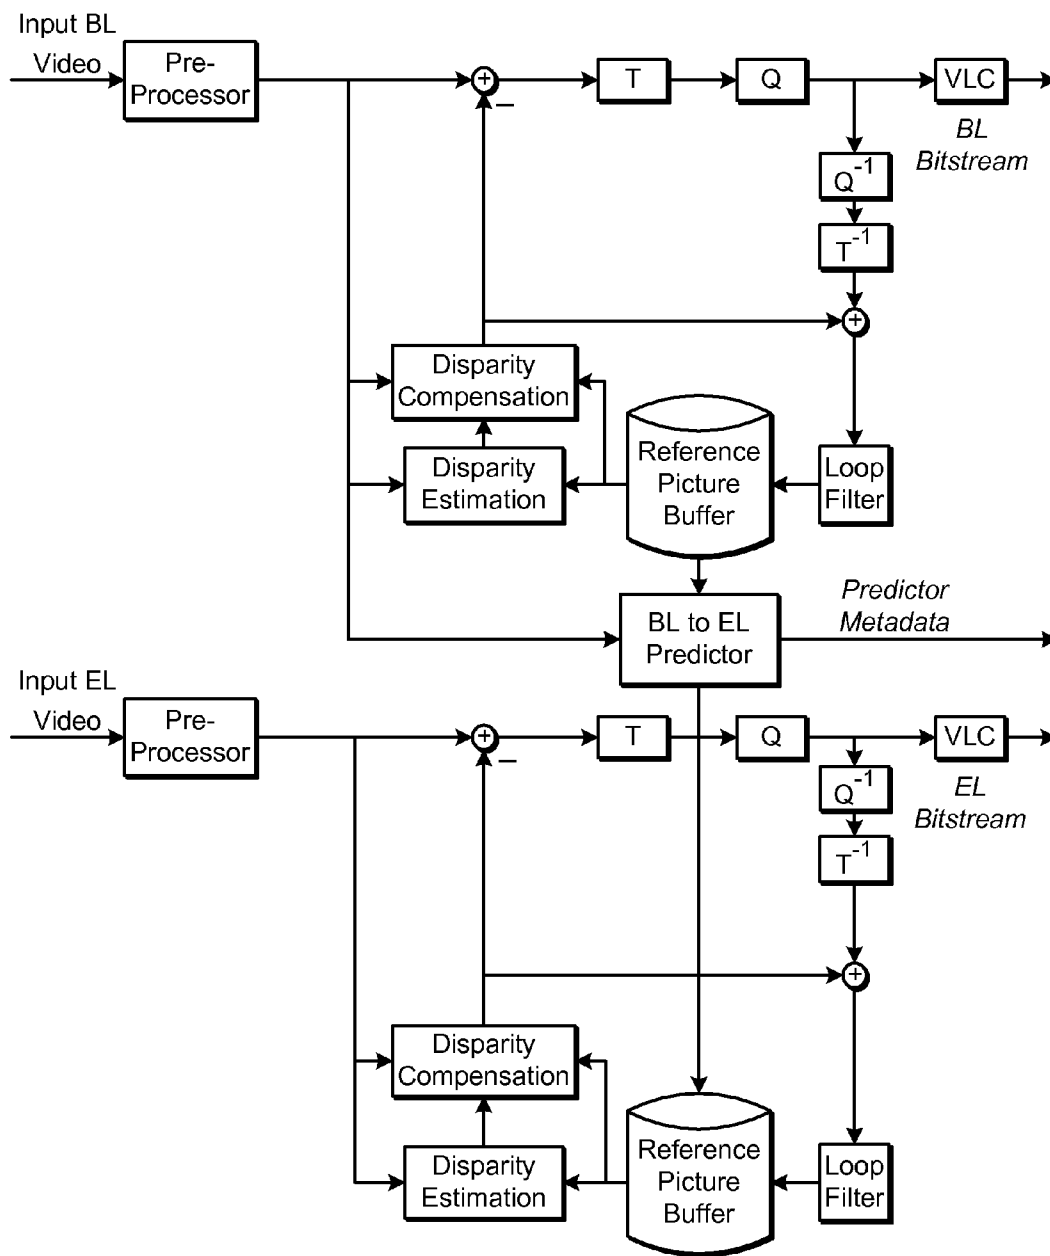 Input BL
Video
Pre-
Processor
+
−
T
Q
VLC
BL
Bitstream
Q-1
T-1
+
Disparity
Compensation
Disparity
Estimation
Reference
Picture
Buffer
Loop
Filter
BL to EL
Predictor
Predictor
Metadata
Input EL
Video
Pre-
Processor
+
−
T
Q
VLC
EL
Bitstream
Q-1
T-1
+
Disparity
Compensation
Disparity
Estimation
Reference
Picture
Buffer
Loop
Filter